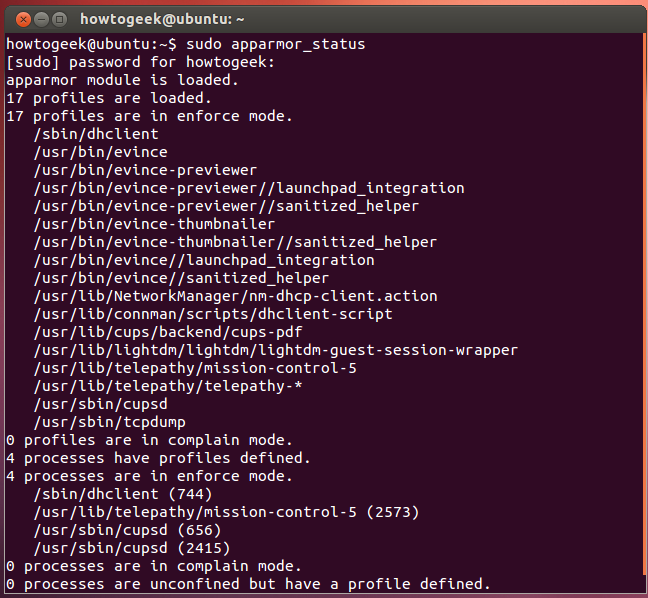 howtogeek@ubuntu: ~
howtogeek@ubuntu:~$ sudo apparmor_status
[sudo] password for howtogeek:
apparmor module is loaded.
17 profiles are loaded.
17 profiles are in enforce mode.
   /sbin/dhclient
   /usr/bin/evince
   /usr/bin/evince-previewer
   /usr/bin/evince-previewer//launchpad_integration
   /usr/bin/evince-previewer//sanitized_helper
   /usr/bin/evince-thumbnailer
   /usr/bin/evince-thumbnailer//sanitized_helper
   /usr/bin/evince//launchpad_integration
   /usr/bin/evince//sanitized_helper
   /usr/lib/NetworkManager/nm-dhcp-client.action
   /usr/lib/connman/scripts/dhclient-script
   /usr/lib/cups/backend/cups-pdf
   /usr/lib/lightdm/lightdm/lightdm-guest-session-wrapper
   /usr/lib/telepathy/mission-control-5
   /usr/lib/telepathy/telepathy-*
   /usr/sbin/cupsd
   /usr/sbin/tcpdump
0 profiles are in complain mode.
4 processes have profiles defined.
4 processes are in enforce mode.
   /sbin/dhclient (744)
   /usr/lib/telepathy/mission-control-5 (2573)
   /usr/sbin/cupsd (656)
   /usr/sbin/cupsd (2415)
0 processes are in complain mode.
0 processes are unconfined but have a profile defined.